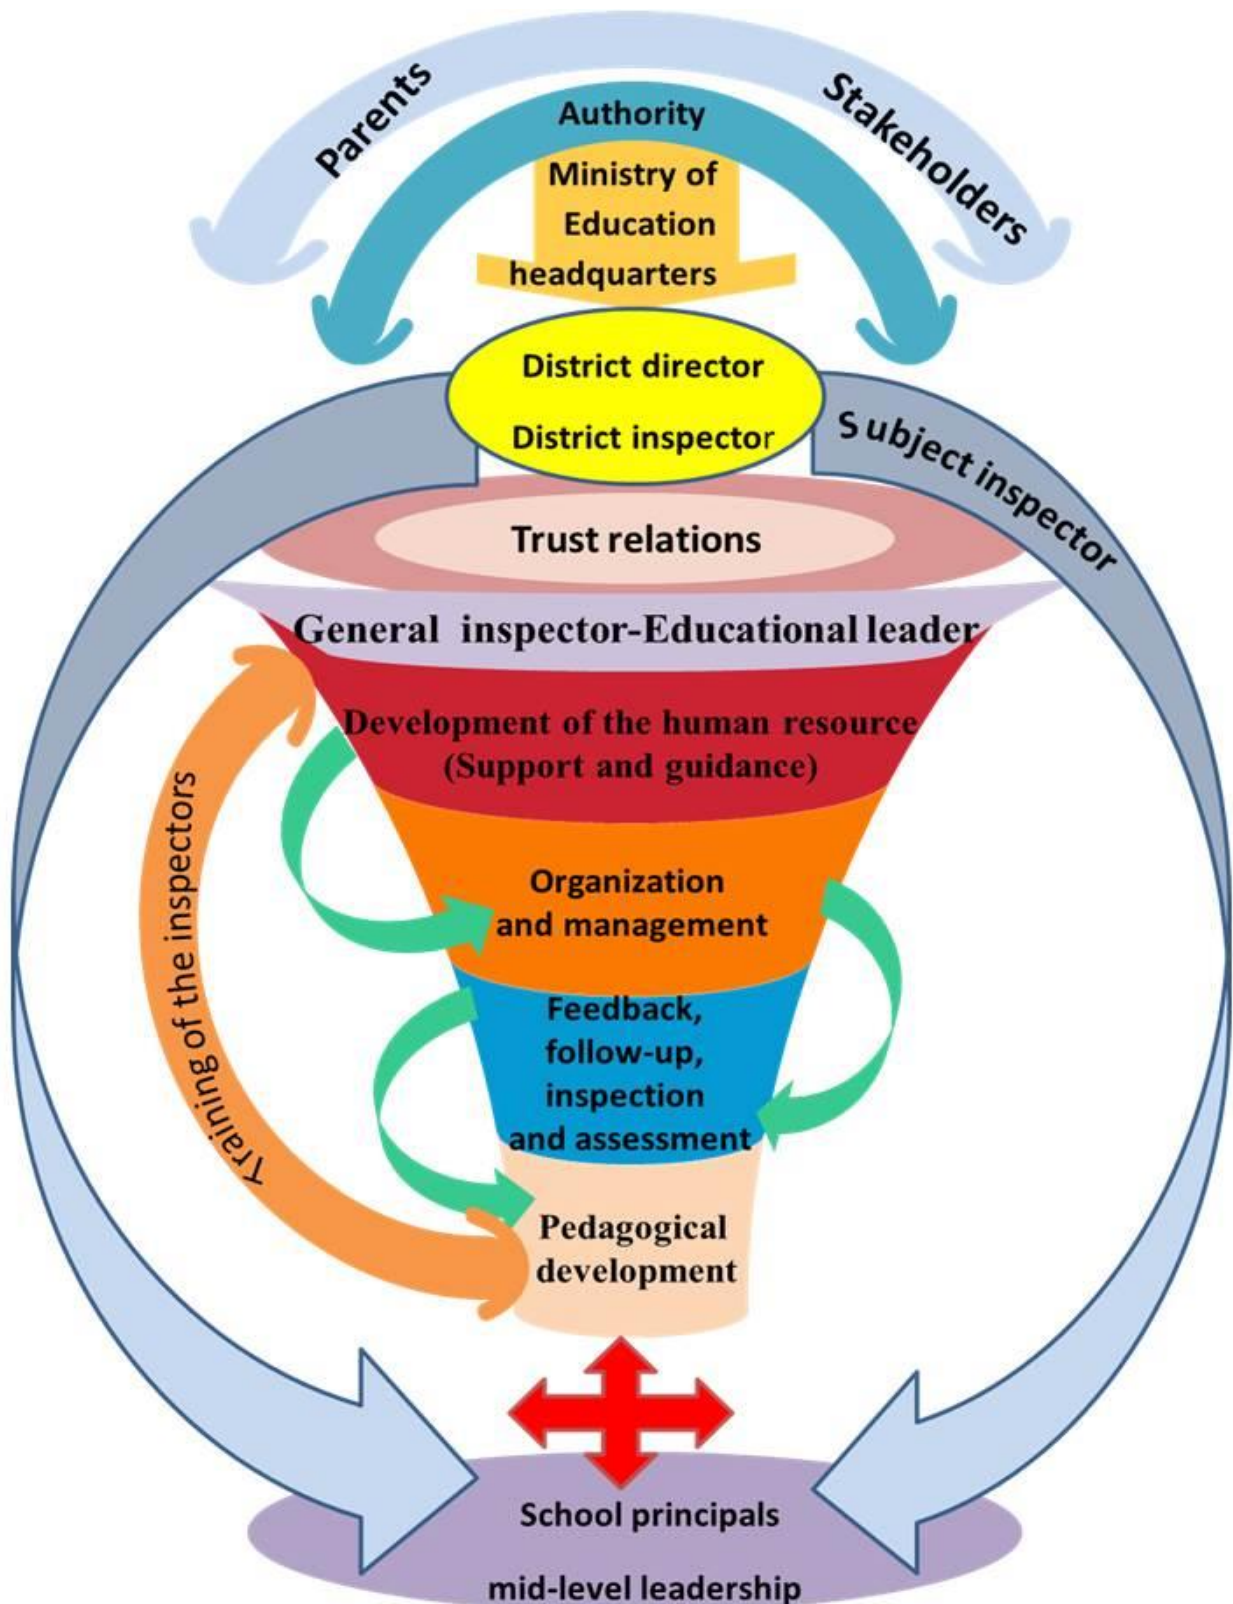 Parents
Stakeholders
Authority
Ministry of
Education
headquarters
District director
District inspector
Subject inspector
Trust relations
General inspector-Educational leader
Development of the human resource
(Support and guidance)
Training of the inspectors
Organization
and management
Feedback,
follow-up,
inspection
and assessment
Pedagogical
development
School principals
mid-level leadership